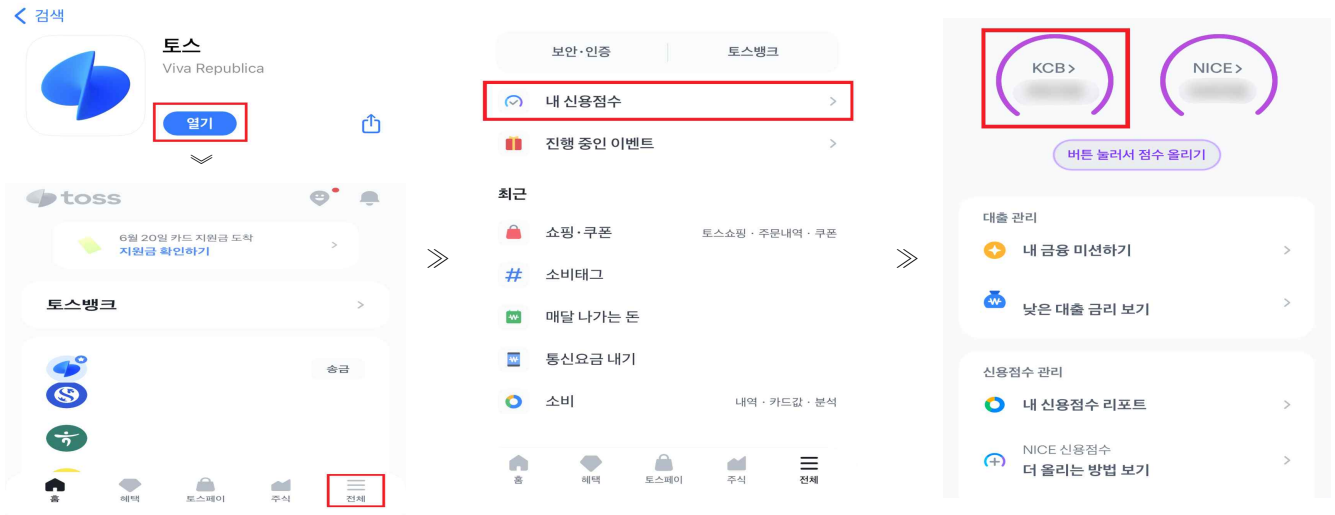 검색
토스
Viva Republica
열기
toss
6월 20일 카드 지원금 도착
지원금 확인하기
토스뱅크
송금
홈
혜택
토스페이
주식
전체
보안·인증
토스뱅크
내 신용점수
진행 중인 이벤트
최근
쇼핑·쿠폰
토스쇼핑 · 주문내역 · 쿠폰
소비태그
매달 나가는 돈
통신요금 내기
소비
내역 · 카드값 · 분석
홈
혜택
토스페이
주식
전체
KCB >
NICE >
버튼 눌러서 점수 올리기
대출 관리
내 금융 미션하기
낮은 대출 금리 보기
신용점수 관리
내 신용점수 리포트
NICE 신용점수
더 올리는 방법 보기